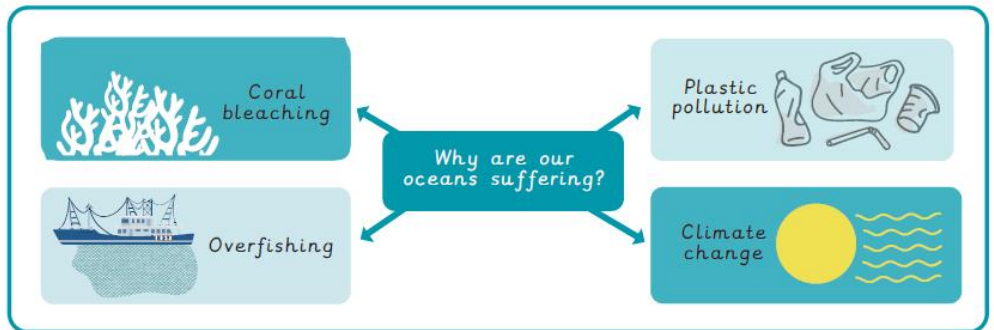 Coral
bleaching
Plastic
pollution
Why are our
oceans suffering?
Overfishing
Climate
change